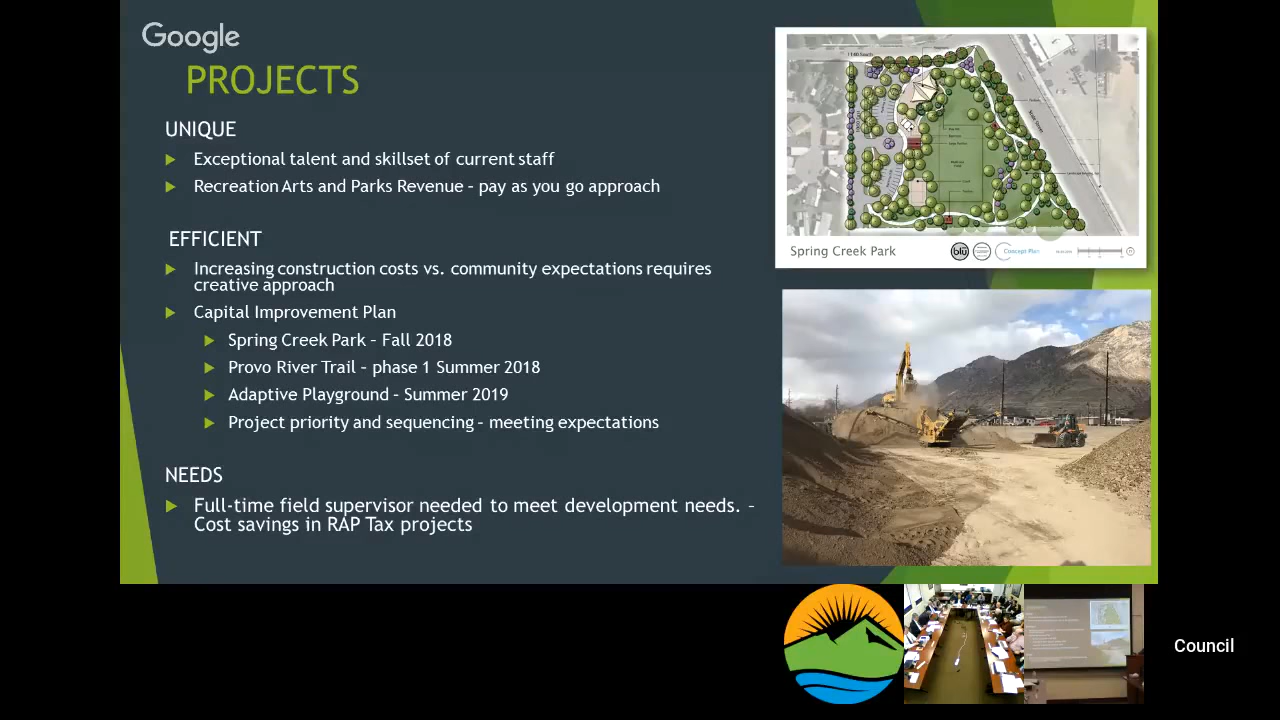 Google
PROJECTS
UNIQUE
Exceptional talent and skillset of current staff
Recreation Arts and Parks Revenue – pay as you go approach
EFFICIENT
Increasing construction costs vs. community expectations requires
creative approach
Capital Improvement Plan
Spring Creek Park – Fall 2018
Provo River Trail – phase 1 Summer 2018
Adaptive Playground – Summer 2019
Project priority and sequencing – meeting expectations
NEEDS
Full-time field supervisor needed to meet development needs. –
Cost savings in RAP Tax projects
Spring Creek Park
blū
Concept Plan
Council